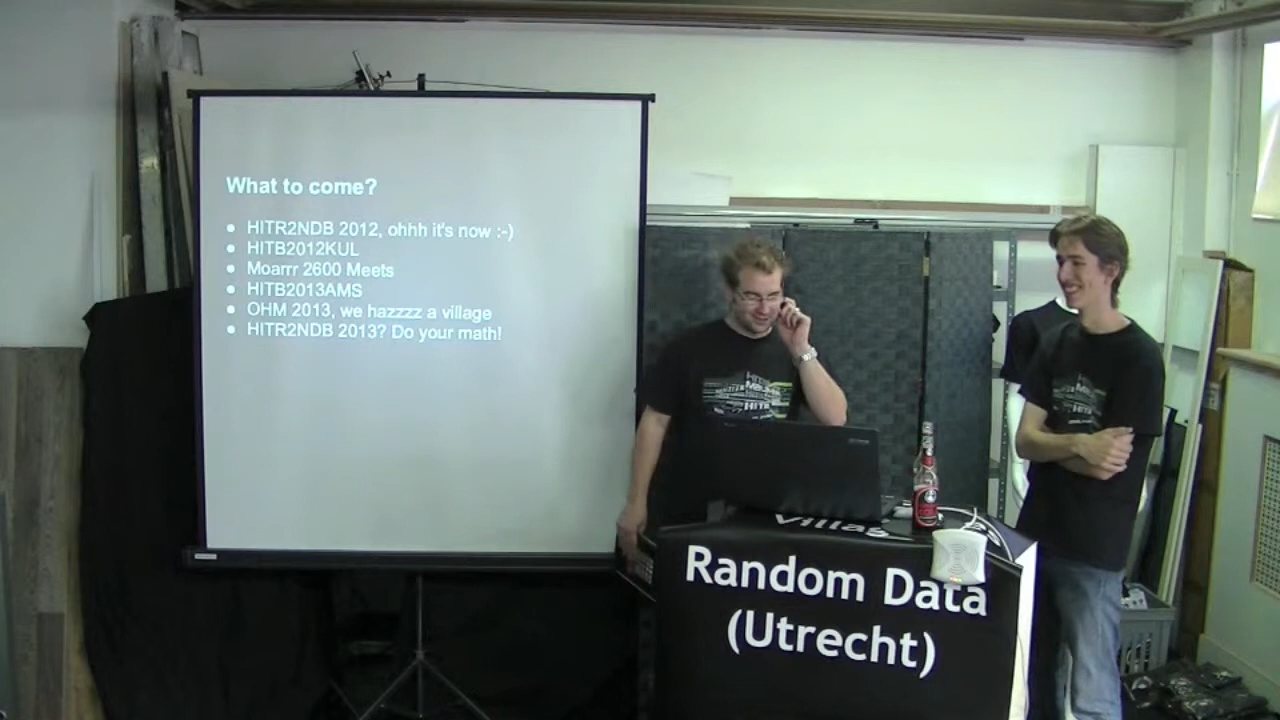 What to come?
● HITR2NDB 2012, ohhh it's now :-)
● HITB2012KUL
● Moarrr 2600 Meets
● HITB2013AMS
● OHM 2013, we hazzzz a village
● HITR2NDB 2013? Do your math!
Random Data
(Utrecht)